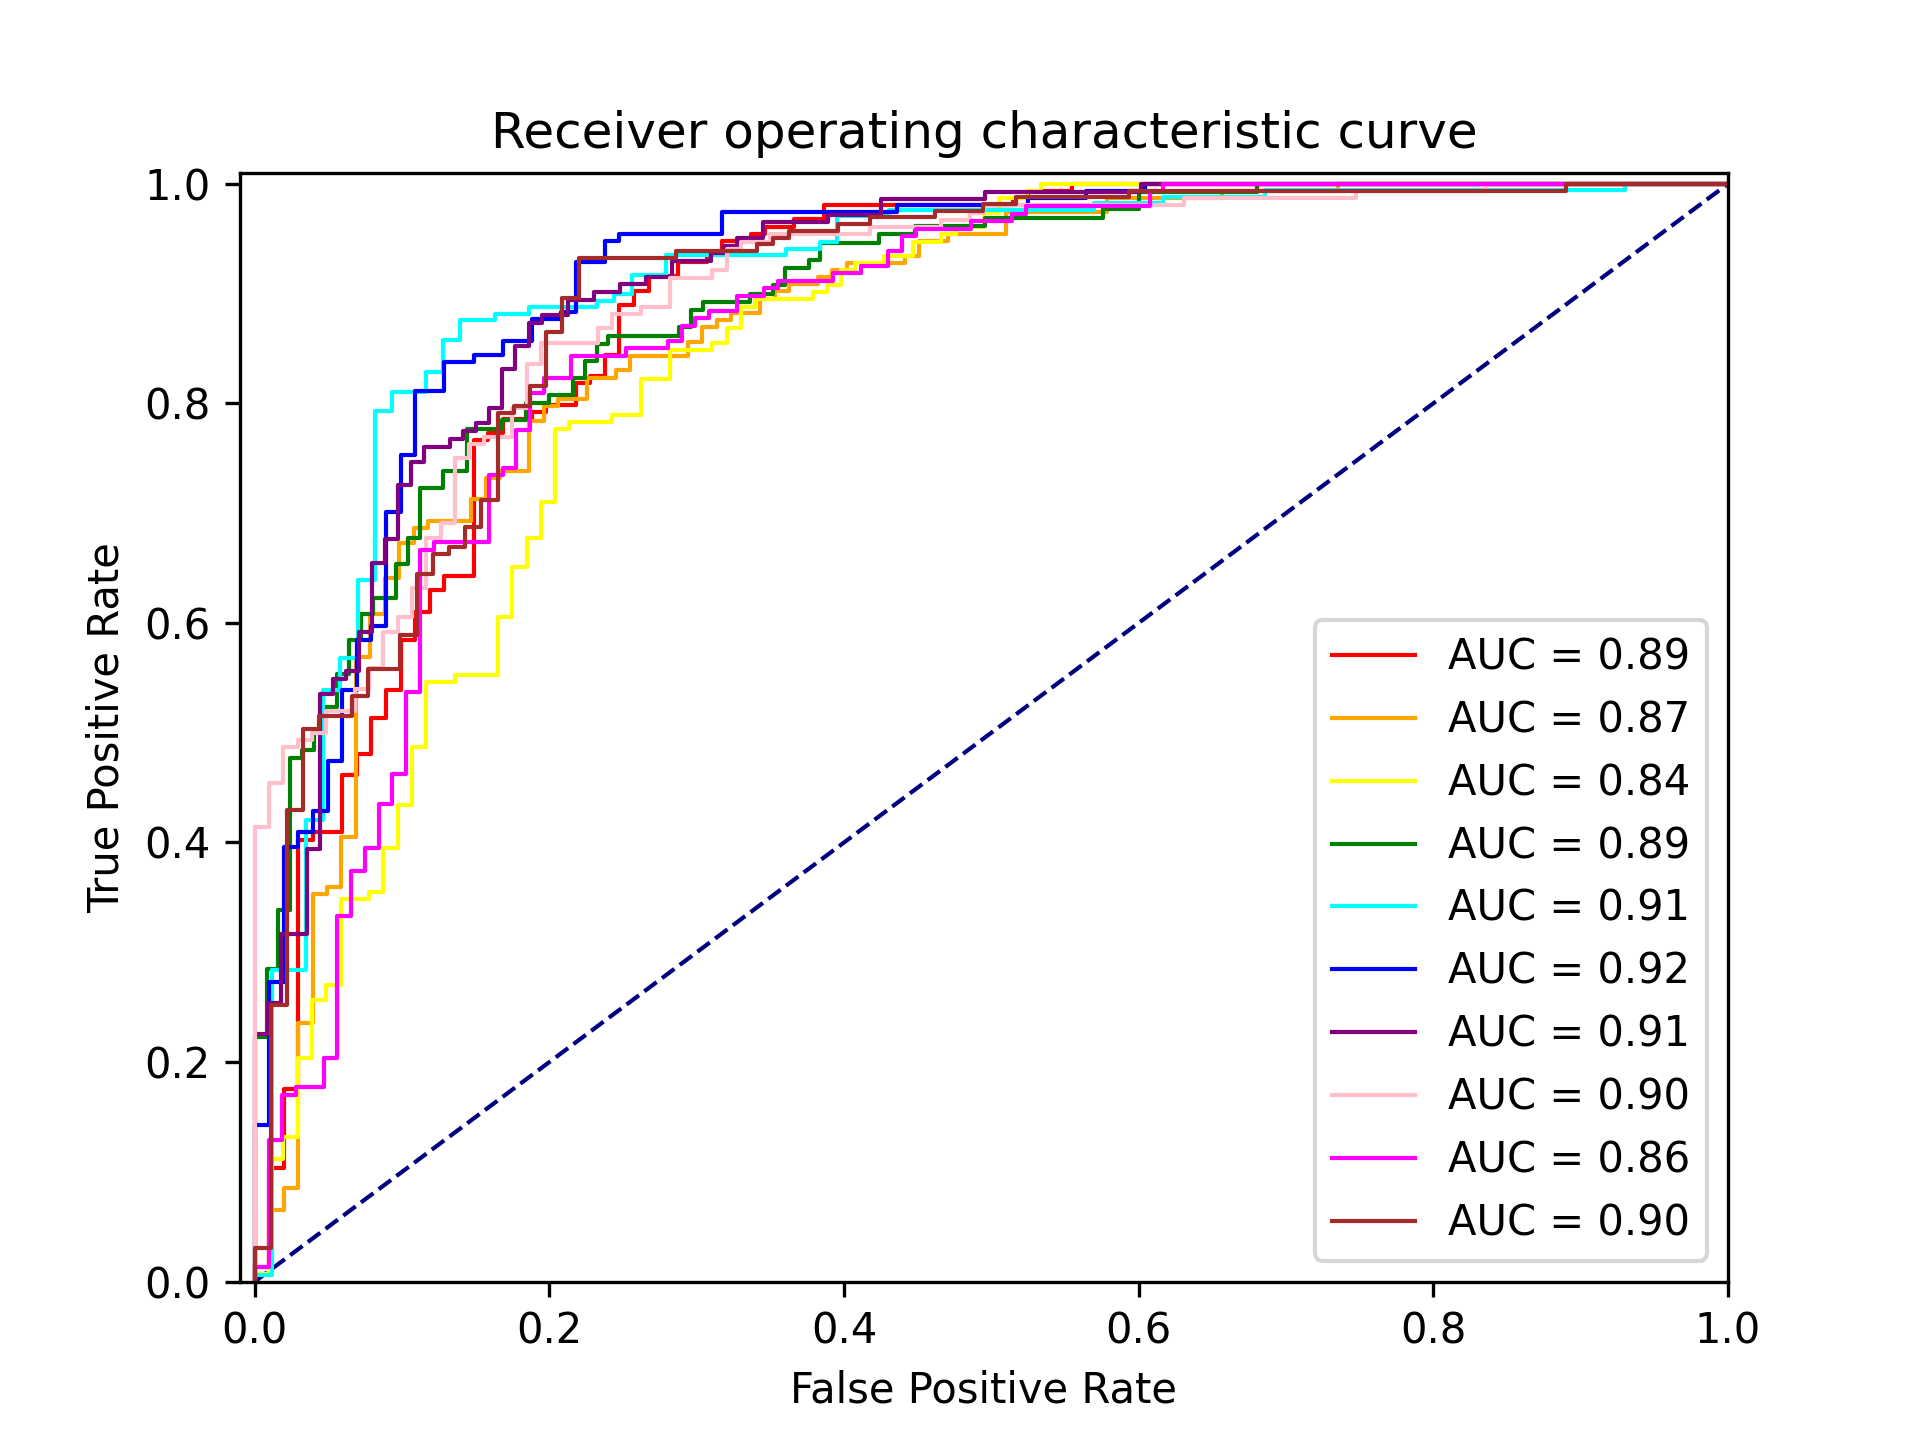 Receiver operating characteristic curve
True Positive Rate
1.0
0.8
0.6
0.4
0.2
0.0
AUC = 0.89
AUC = 0.87
AUC = 0.84
AUC = 0.89
AUC = 0.91
AUC = 0.92
AUC = 0.91
AUC = 0.90
AUC = 0.86
AUC = 0.90
0.0 0.2 0.4 0.6 0.8 1.0
False Positive Rate